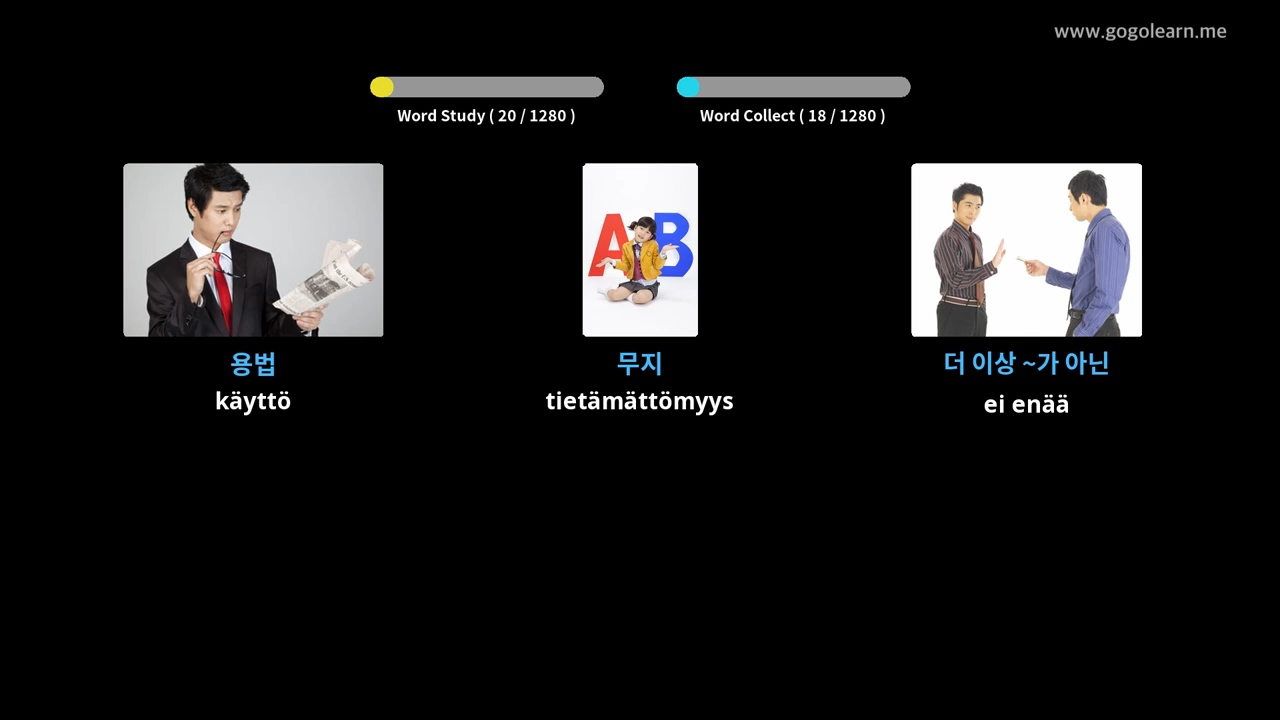 www.gogolearn.me
Word Study ( 20 / 1280 )
Word Collect ( 18 / 1280 )
용법
käyttö
무지
tietämättömyys
더 이상 ~가 아닌
ei enää
A B